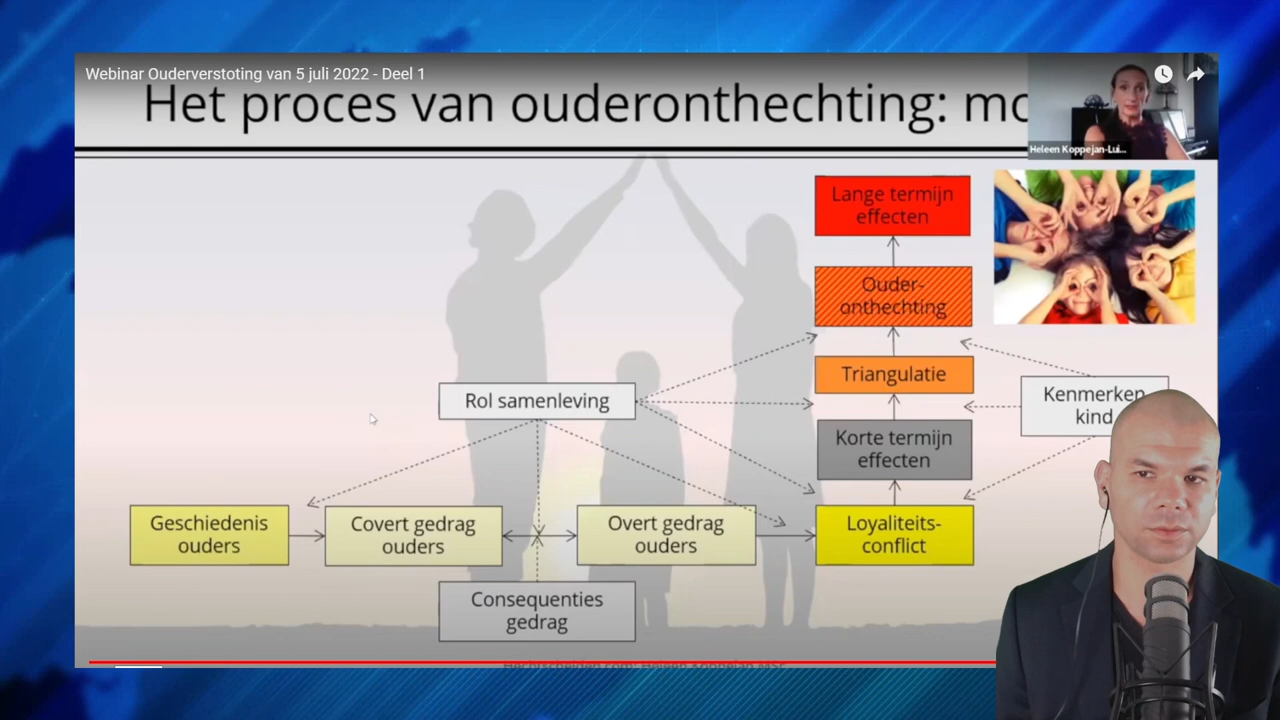 Webinar Ouderverstoting van 5 juli 2022 - Deel 1
Het proces van ouderonthechting: mo
Heleen Koppejan-Lui...
Lange termijn
effecten
Ouder-
onthechting
Triangulatie
Rol samenleving
Kenmerken
kind
Korte termijn
effecten
Geschiedenis
ouders
Covert gedrag
ouders
Overt gedrag
ouders
Loyaliteits-
conflict
Consequenties
gedrag